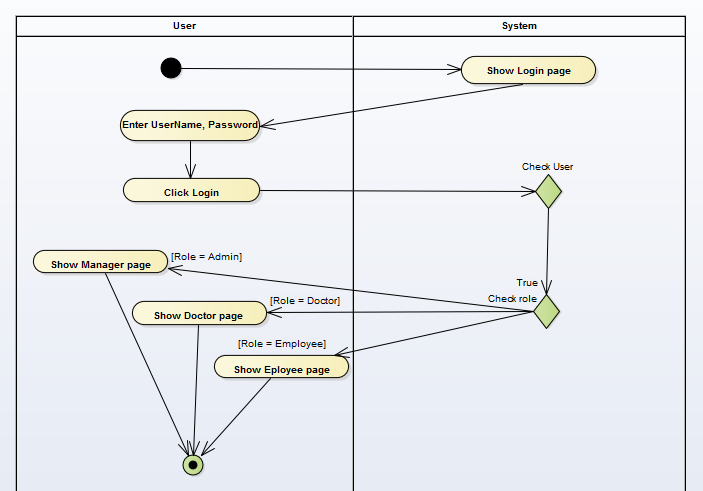 User
System
Show Login page
Enter UserName, Password
Check User
Click Login
[Role = Admin]
Show Manager page
True
Check role
[Role = Doctor]
Show Doctor page
[Role = Employee]
Show Eployee page